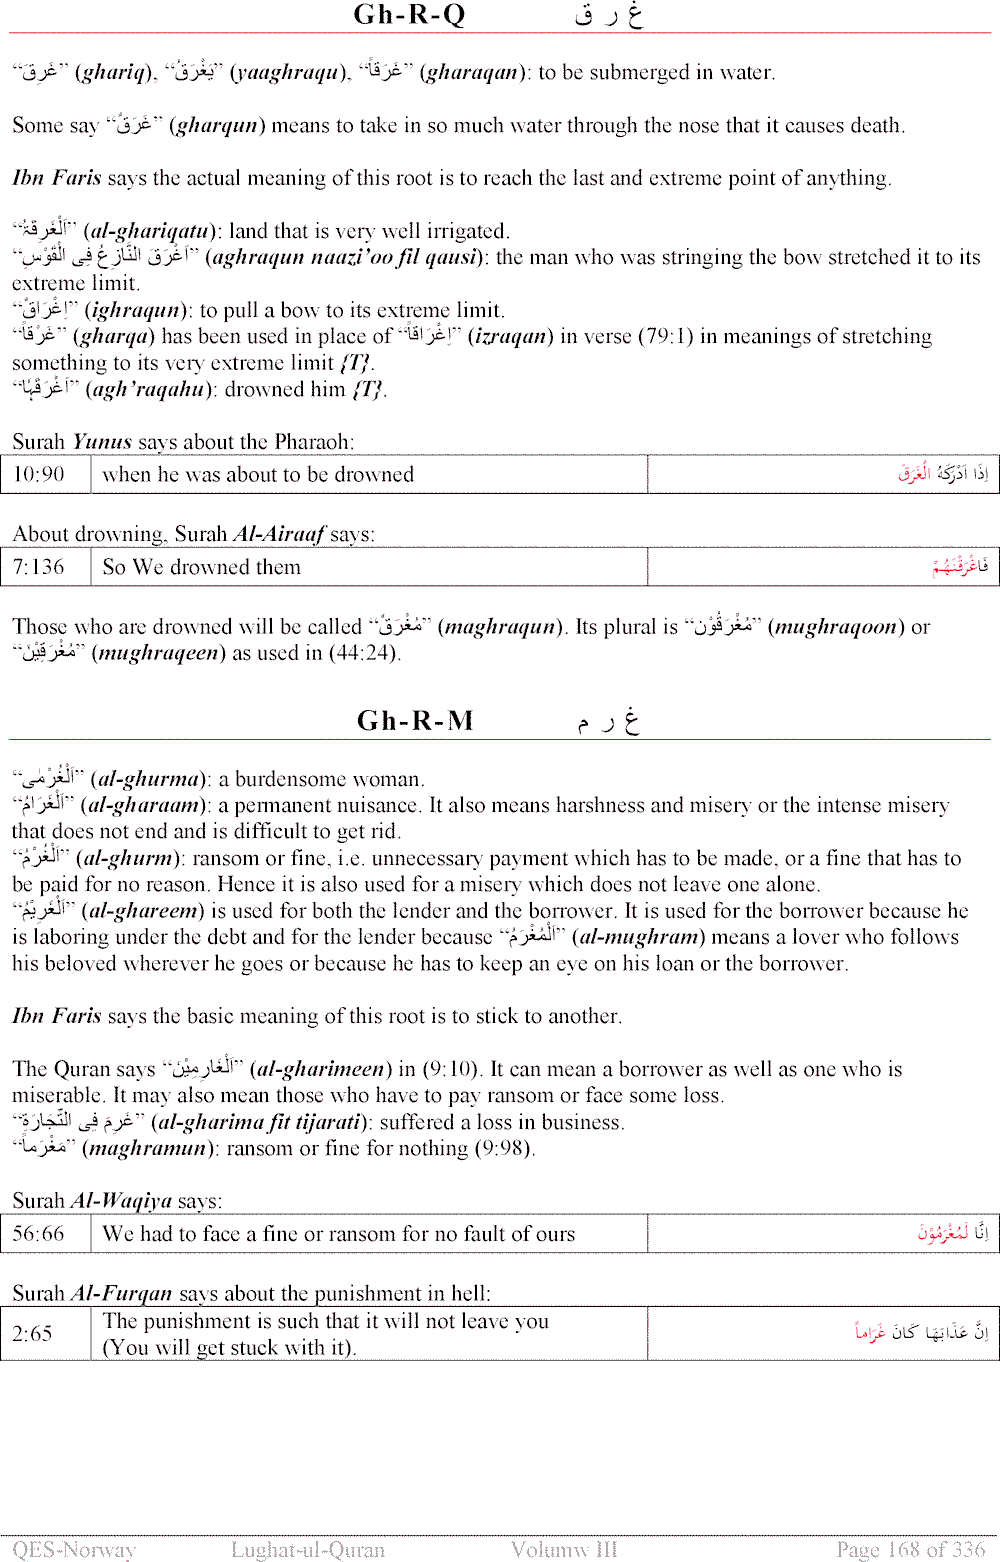 Gh-R-Q غ ر ق
“غَرِقَ” (ghariq), “يَغْرَقُ” (yaaghraqu), “غَرَقاً” (gharaqan): to be submerged in water.
Some say “غَرَقٌ” (gharqun) means to take in so much water through the nose that it causes death.
Ibn Faris says the actual meaning of this root is to reach the last and extreme point of anything.
“اَلْغَرِقَۃُ” (al-ghariqatu): land that is very well irrigated.
“اَغْرَقَ النَّازِعُ فِی الْقَوْسِ” (aghraqun naazi’oo fil qausi): the man who was stringing the bow stretched it to its
extreme limit.
“اِغْرَاقٌ” (ighraqun): to pull a bow to its extreme limit.
“غَرْقاً” (gharqa) has been used in place of “اِغْرَاقاً” (izraqan) in verse (79:1) in meanings of stretching
something to its very extreme limit {T}.
“اَغْرَقَہٗا” (agh’raqahu): drowned him {T}.
Surah Yunus says about the Pharaoh:
10:90 when he was about to be drowned اِذَا اَدْرَکَہُ الْغَرَقَ
About drowning, Surah Al-Airaaf says:
7:136 So We drowned them فَاَغْرَقْنَہُمْ
Those who are drowned will be called “مُغْرَقٌ” (maghraqun). Its plural is “مُغْرَقُوْن” (mughraqoon) or
“مُغْرَقِيْنَ” (mughraqeen) as used in (44:24).
Gh-R-M غ ر م
“اَلْغُرْمٰی” (al-ghurma): a burdensome woman.
“اَلْغَرَامُ” (al-gharaam): a permanent nuisance. It also means harshness and misery or the intense misery
that does not end and is difficult to get rid.
“اَلْغُرْمُ” (al-ghurm): ransom or fine, i.e. unnecessary payment which has to be made, or a fine that has to
be paid for no reason. Hence it is also used for a misery which does not leave one alone.
“اَلْغَرِيْمُ” (al-ghareem) is used for both the lender and the borrower. It is used for the borrower because he
is laboring under the debt and for the lender because “اَلْمُغْرَمُ” (al-mughram) means a lover who follows
his beloved wherever he goes or because he has to keep an eye on his loan or the borrower.
Ibn Faris says the basic meaning of this root is to stick to another.
The Quran says “اَلْغَارِمِيْنَ” (al-gharimeen) in (9:10). It can mean a borrower as well as one who is
miserable. It may also mean those who have to pay ransom or face some loss.
“غَرِمَ فِی التِّجَارَۃِ” (al-gharima fit tijarati): suffered a loss in business.
“مَغْرَماً” (maghramun): ransom or fine for nothing (9:98).
Surah Al-Waqiya says:
56:66 We had to face a fine or ransom for no fault of ours اِنَّا لَمُغْرَمُوْنَ
Surah Al-Furqan says about the punishment in hell:
2:65 The punishment is such that it will not leave you اِنَّ عَذَابَہَا کَانَ غَرَاماً
(You will get stuck with it).
QES-Norway Lughat-ul-Quran Volumw III Page 168 of 336